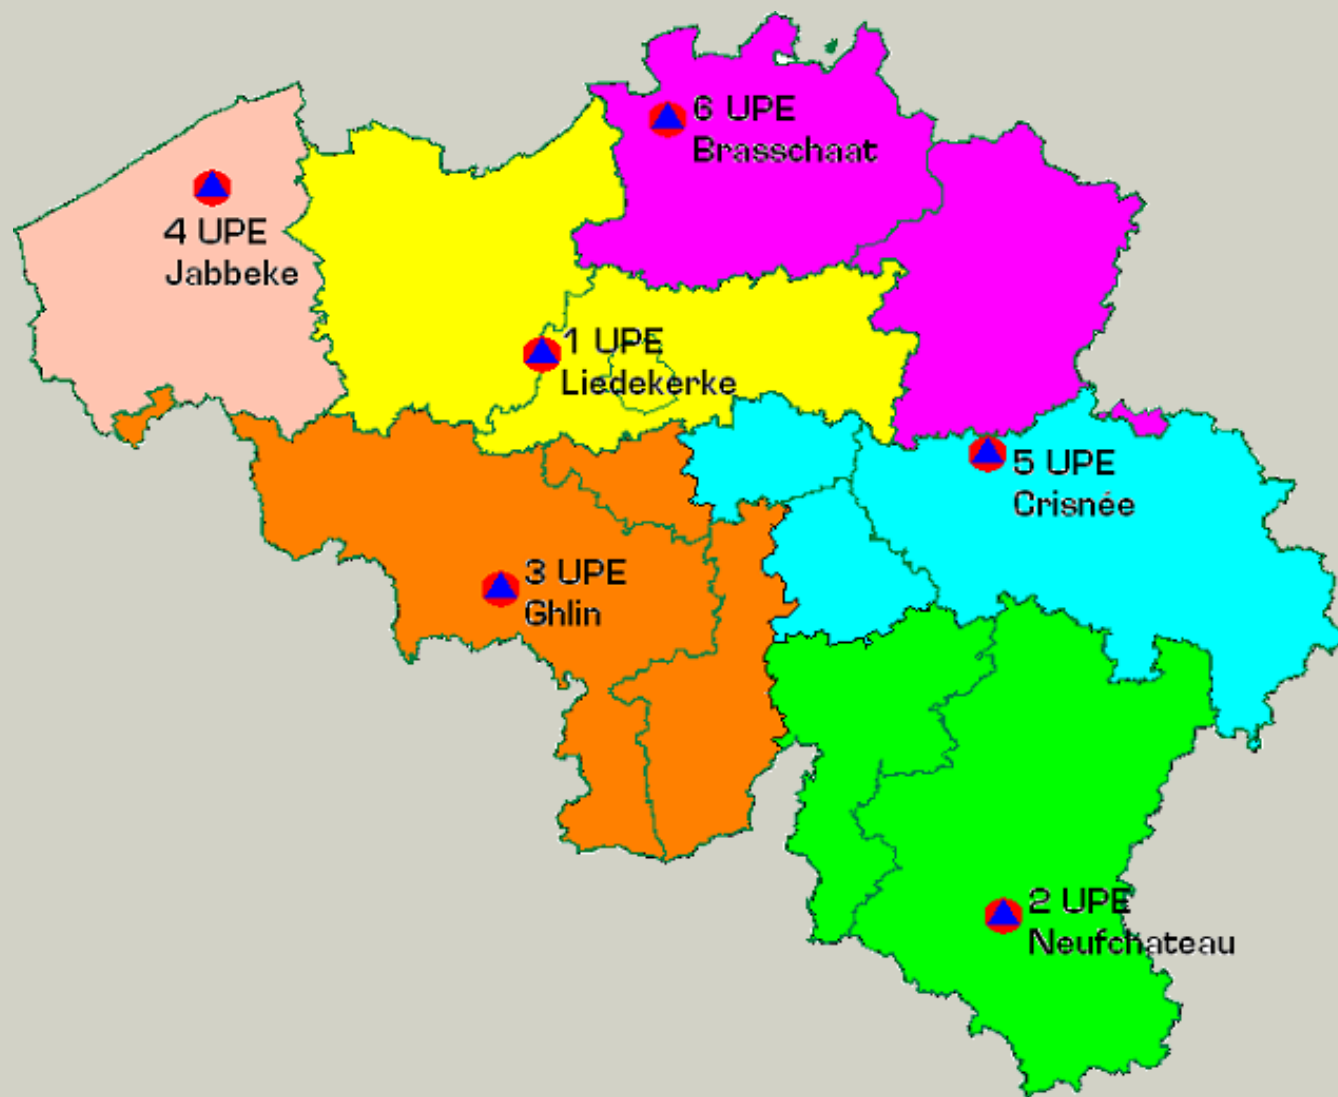 6 UPE
Brasschaat
4 UPE
Jabbeke
1 UPE
Liedekerke
5 UPE
Crisnée
3 UPE
Ghlin
2 UPE
Neufchateau